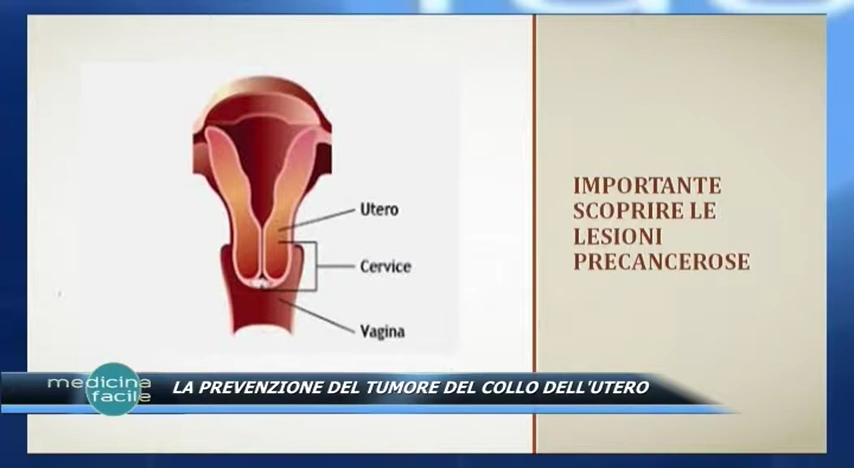 Utero
Cervice
Vagina
IMPORTANTE
SCOPRIRE LE
LESIONI
PRECANCEROSE
medicina
facile
LA PREVENZIONE DEL TUMORE DEL COLLO DELL'UTERO